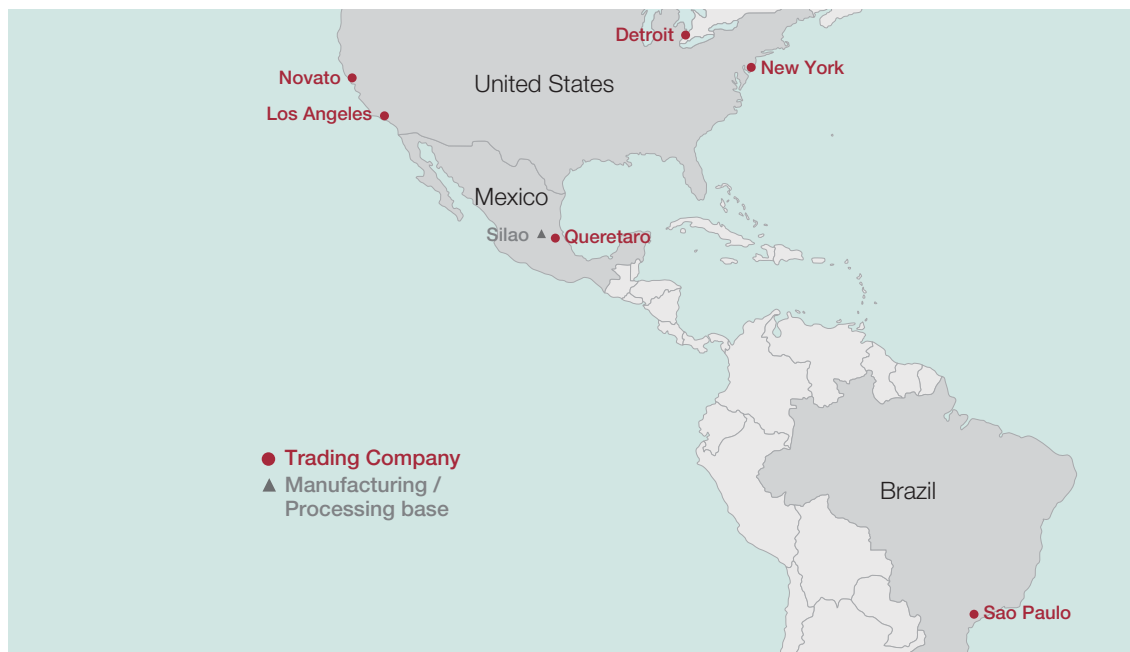 Detroit
New York
Novato
United States
Los Angeles
Mexico
Silao
Queretaro
Trading Company
Manufacturing /
Processing base
Brazil
Sao Paulo